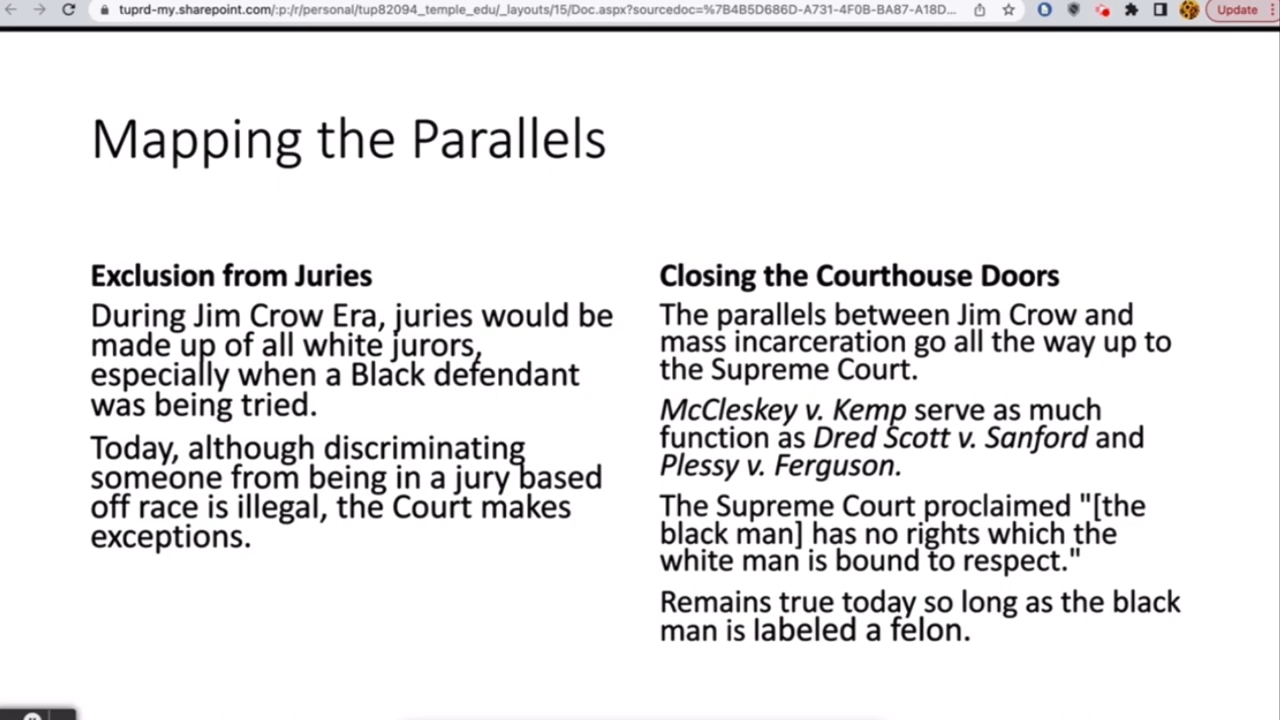 tuprd-my.sharepoint.com/:p:/r/personal/tup82094_temple_edu/_layouts/15/Doc.aspx?sourcedoc=%7B4B5D686D-A731-4F0B-BA87-A18D...
Update
Mapping the Parallels
Exclusion from Juries
During Jim Crow Era, juries would be
made up of all white jurors,
especially when a Black defendant
was being tried.
Today, although discriminating
someone from being in a jury based
off race is illegal, the Court makes
exceptions.
Closing the Courthouse Doors
The parallels between Jim Crow and
mass incarceration go all the way up to
the Supreme Court.
McCleskey v. Kemp serve as much
function as Dred Scott v. Sanford and
Plessy v. Ferguson.
The Supreme Court proclaimed "[the
black man] has no rights which the
white man is bound to respect."
Remains true today so long as the black
man is labeled a felon.